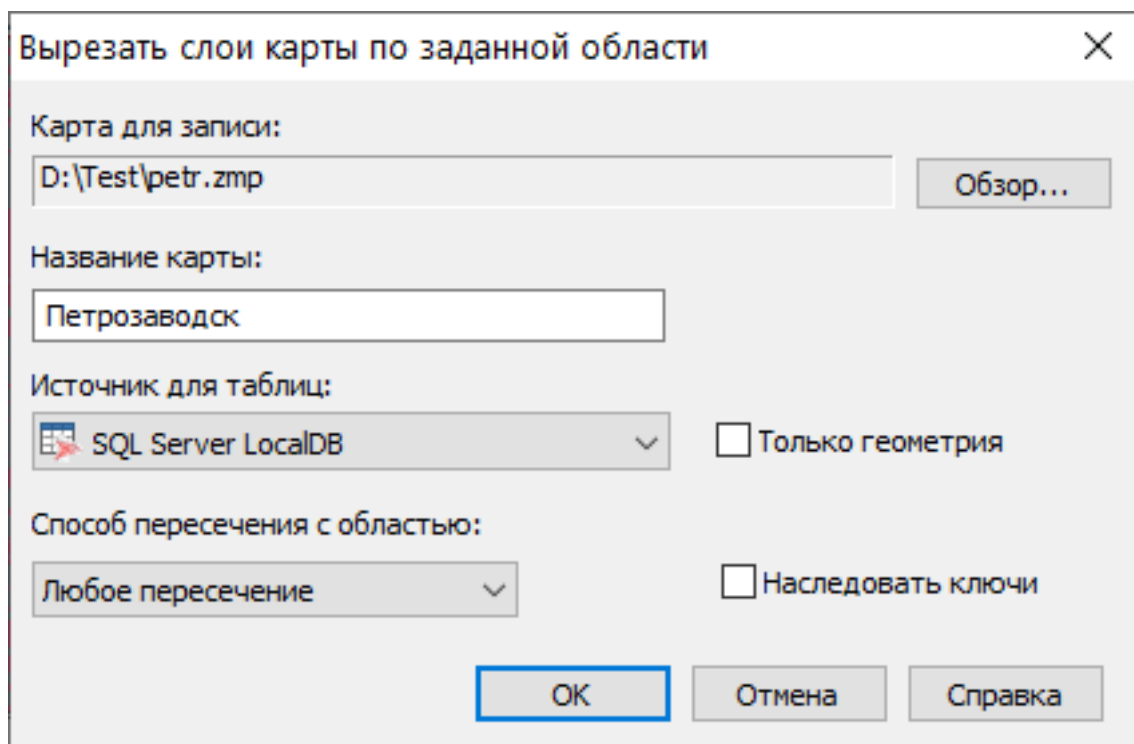 Вырезать слои карты по заданной области
Карта для записи:
D:\Test\petr.zmp
Обзор...
Название карты:
Петрозаводск
Источник для таблиц:
SQL Server LocalDB
Только геометрия
Способ пересечения с областью:
Любое пересечение
Наследовать ключи
OK
Отмена
Справка